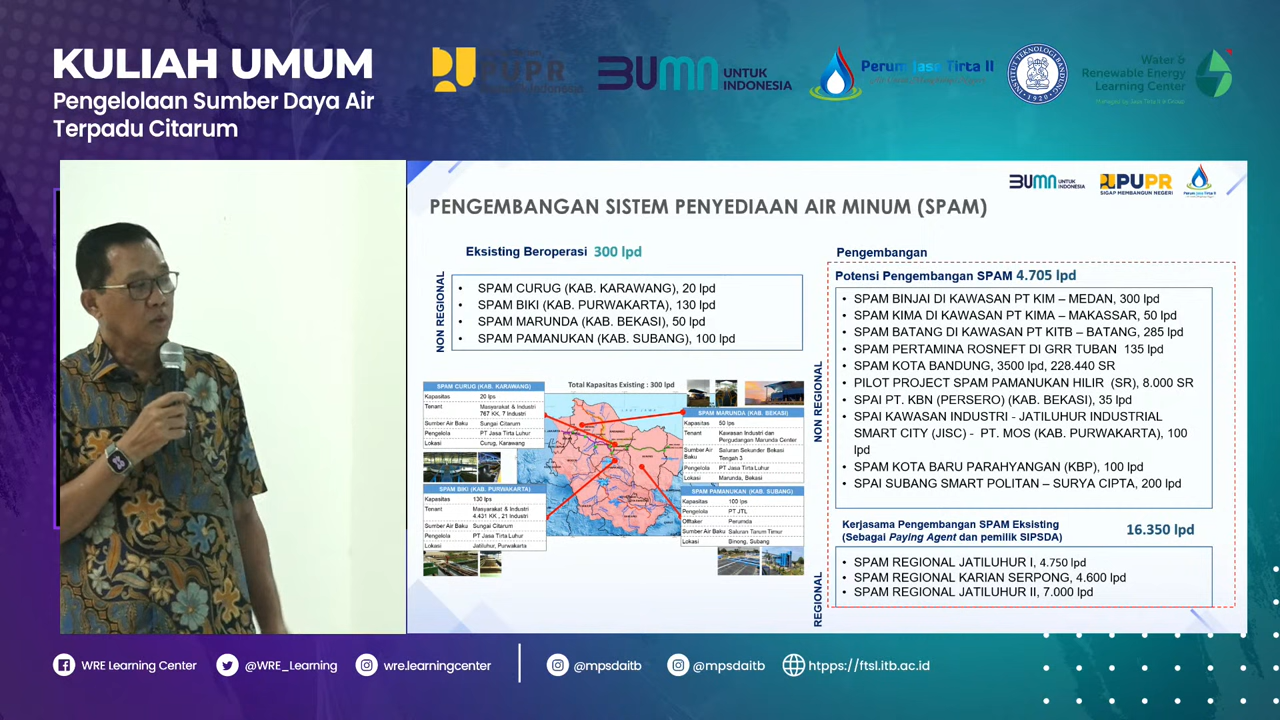 KULIAH UMUM
Pengelolaan Sumber Daya Air
Terpadu Citarum
PUPR
BUMN
UNTUK
INDONESIA
Perum Jasa Tirta II
INSTITUT TEKNOLOGI BANDUNG
1920
Water &
Renewable Energy
Learning Center
BUMN
UNTUK
INDONESIA
PUPR
SIGAP MEMBANGUN NEGERI
Perum Jasa Tirta II
PENGEMBANGAN SISTEM PENYEDIAAN AIR MINUM (SPAM)
Eksisting Beroperasi 300 lpd
NON REGIONAL
• SPAM CURUG (KAB. KARAWANG), 20 lpd
• SPAM BIKI (KAB. PURWAKARTA), 130 lpd
• SPAM MARUNDA (KAB. BEKASI), 50 lpd
• SPAM PAMANUKAN (KAB. SUBANG), 100 lpd
Total Kapasitas Existing : 300 lpd
SPAM CURUG (KAB. KARAWANG)
Kapasitas 20 lps
Tenant Masyarakat & Industri
767 KK, 7 Industri
Sumber Air Baku Sungai Citarum
Pengelola PT Jasa Tirta Luhur
Lokasi Curug, Karawang
SPAM BIKI (KAB. PURWAKARTA)
Kapasitas 130 lps
Tenant Masyarakat & Industri
4.431 KK , 21 Industri
Sumber Air Baku Sungai Citarum
Pengelola PT Jasa Tirta Luhur
Lokasi Jatiluhur, Purwakarta
SPAM MARUNDA (KAB. BEKASI)
Kapasitas 50 lps
Tenant Kawasan Industri dan
Pergudangan Marunda Center
Sumber Air Baku Saluran Sekunder Bekasi
Tengah 3
Pengelola PT Jasa Tirta Luhur
Lokasi Marunda, Bekasi
SPAM PAMANUKAN (KAB. SUBANG)
Kapasitas 100 lps
Pengelola PT JTL
Offtaker Perumda
Sumber Air Baku Saluran Tarum Timur
Lokasi Binong, Subang
Pengembangan
Potensi Pengembangan SPAM 4.705 lpd
NON REGIONAL
• SPAM BINJAI DI KAWASAN PT KIM – MEDAN, 300 lpd
• SPAM KIMA DI KAWASAN PT KIMA – MAKASSAR, 50 lpd
• SPAM BATANG DI KAWASAN PT KITB – BATANG, 285 lpd
• SPAM PERTAMINA ROSNEFT DI GRR TUBAN 135 lpd
• SPAM KOTA BANDUNG, 3500 lpd, 228.440 SR
• PILOT PROJECT SPAM PAMANUKAN HILIR (SR), 8.000 SR
• SPAI PT. KBN (PERSERO) (KAB. BEKASI), 35 lpd
• SPAI KAWASAN INDUSTRI - JATILUHUR INDUSTRIAL
SMART CITY (JISC) - PT. MOS (KAB. PURWAKARTA), 100
lpd
• SPAM KOTA BARU PARAHYANGAN (KBP), 100 lpd
• SPAI SUBANG SMART POLITAN – SURYA CIPTA, 200 lpd
Kerjasama Pengembangan SPAM Eksisting
(Sebagai Paying Agent dan pemilik SIPSDA) 16.350 lpd
REGIONAL
• SPAM REGIONAL JATILUHUR I, 4.750 lpd
• SPAM REGIONAL KARIAN SERPONG, 4.600 lpd
• SPAM REGIONAL JATILUHUR II, 7.000 lpd
WRE Learning Center @WRE_Learning wre.learningcenter @mpsdaitb @mpsdaitb htpps://ftsl.itb.ac.id